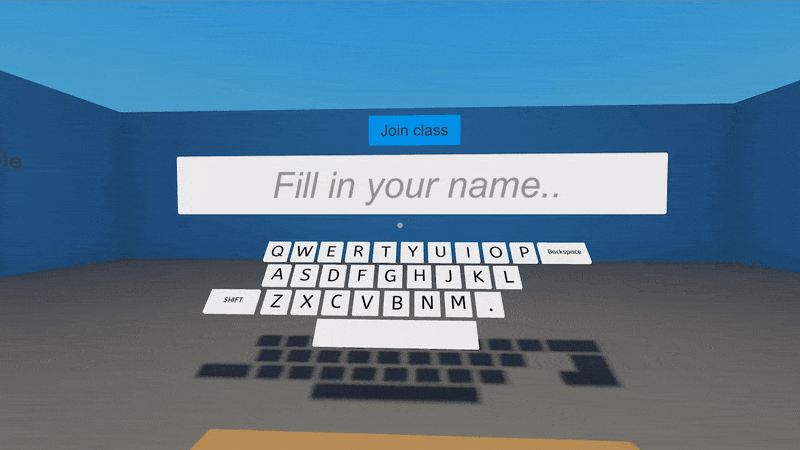 Join class
Fill in your name..
Q W E R T Y U I O P Backspace
A S D F G H J K L
SHIFT Z X C V B N M .